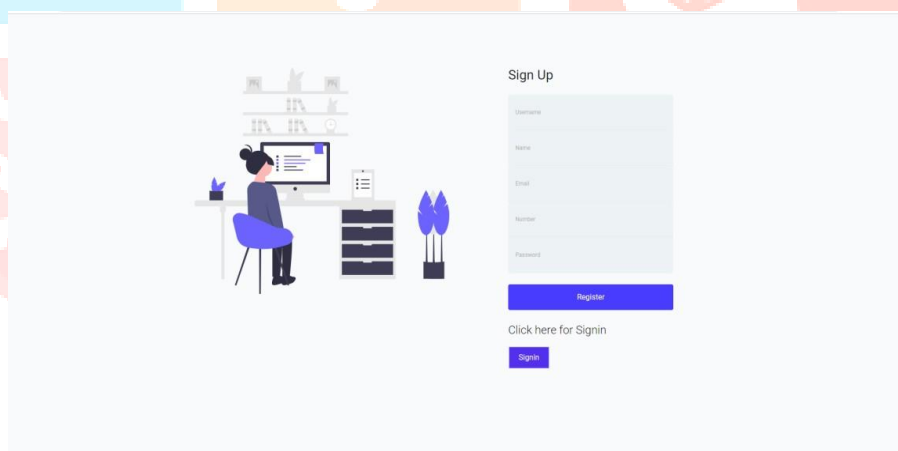 Sign Up
Username
Name
Email
Number
Password
Register
Click here for Signin
Signin